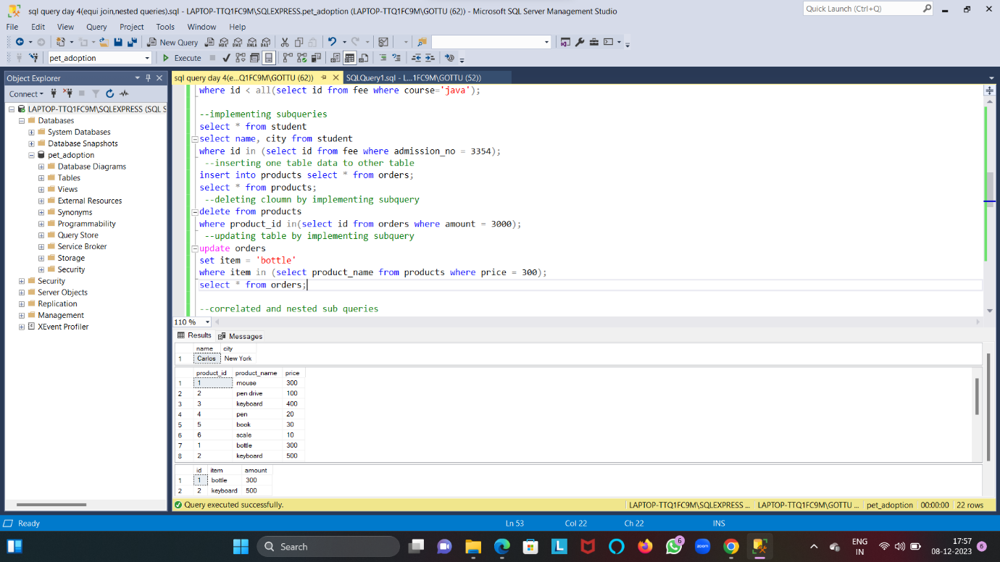 sql query day 4(equi join,nested queries).sql - LAPTOP-TTQ1FC9M\SQLEXPRESS.pet_adoption (LAPTOP-TTQ1FC9M\GOTTU (62)) - Microsoft SQL Server Management Studio
Quick Launch (Ctrl+Q)
File Edit View Query Project Tools Window Help
New Query
pet_adoption
Execute
Object Explorer
sql query day 4(e...Q1FC9M\GOTTU (62))
SQLQuery1.sql - L...1FC9M\GOTTU (52))
Connect
LAPTOP-TTQ1FC9M\SQLEXPRESS (SQL S
Databases
System Databases
Database Snapshots
pet_adoption
Database Diagrams
Tables
Views
External Resources
Synonyms
Programmability
Query Store
Service Broker
Storage
Security
Security
Server Objects
Replication
Management
XEvent Profiler
where id < all(select id from fee where course='java');
--implementing subqueries
select * from student
select name, city from student
where id in (select id from fee where admission_no = 3354);
--inserting one table data to other table
insert into products select * from orders;
select * from products;
--deleting cloumn by implementing subquery
delete from products
where product_id in(select id from orders where amount = 3000);
--updating table by implementing subquery
update orders
set item = 'bottle'
where item in (select product_name from products where price = 300);
select * from orders;
--correlated and nested sub queries
110 %
Results Messages
name city
1 Carlos New York
product_id product_name price
1 1 mouse 300
2 2 pen drive 100
3 3 keyboard 400
4 4 pen 20
5 5 book 30
6 6 scale 10
7 1 bottle 300
8 2 keyboard 500
id item amount
1 1 bottle 300
2 2 keyboard 500
Query executed successfully.
LAPTOP-TTQ1FC9M\SQLEXPRESS ... LAPTOP-TTQ1FC9M\GOTTU ... pet_adoption 00:00:00 22 rows
Ready
Ln 53 Col 22 Ch 22 INS
Search
L
6
zoom
ENG
IN
17:57
08-12-2023
6